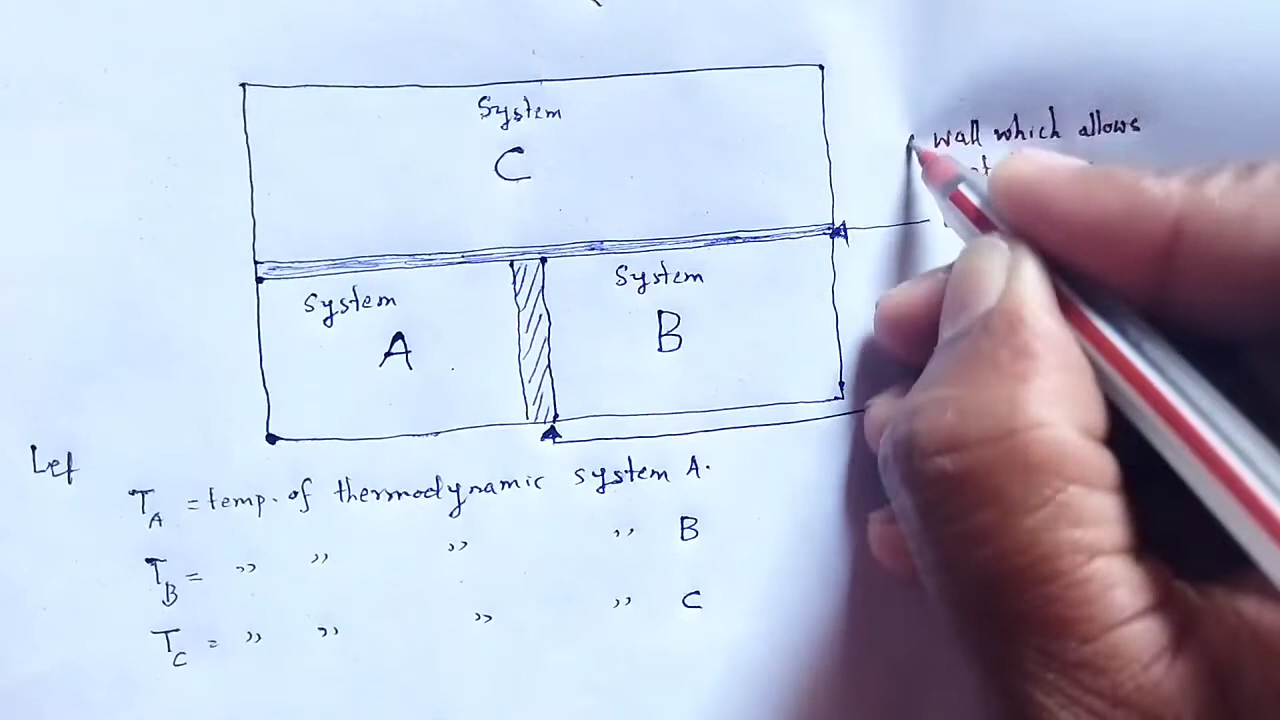 System
C
wall which allows
System
B
System
A
Let
T_A = temp. of thermodynamic system A.
T_B = ,, ,, ,, ,, B
T_C = ,, ,, ,, ,, C